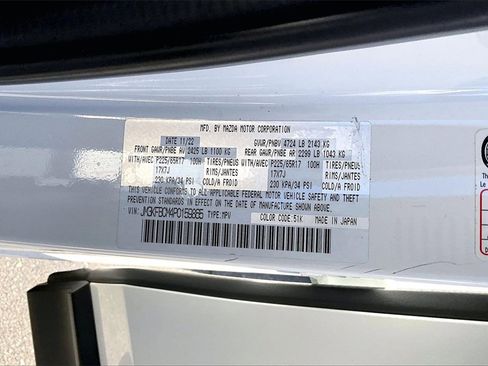 MFD. BY MAZDA MOTOR CORPORATION
DATE 11/22 GVWR/PNBV 4724 LB 2143 KG
FRONT GAWR/PNBE AV 2425 LB 1100 KG REAR GAWR/PNBE AR 2299 LB 1043 KG
WITH/AVEC P225/65R17 100H TIRES/PNEUS WITH/AVEC P225/65R17 100H TIRES/PNEUS
17X7J RIMS/JANTES 17X7J RIMS/JANTES
230 KPA/34 PSI COLD/A FROID 230 KPA/34 PSI COLD/A FROID
THIS VEHICLE CONFORMS TO ALL APPLICABLE FEDERAL MOTOR VEHICLE SAFETY AND THEFT
PREVENTION STANDARDS IN EFFECT ON THE DATE OF MANUFACTURE SHOWN ABOVE.
VIN: TYPE: MPV COLOR CODE: 51K MADE IN JAPAN
Th
Le